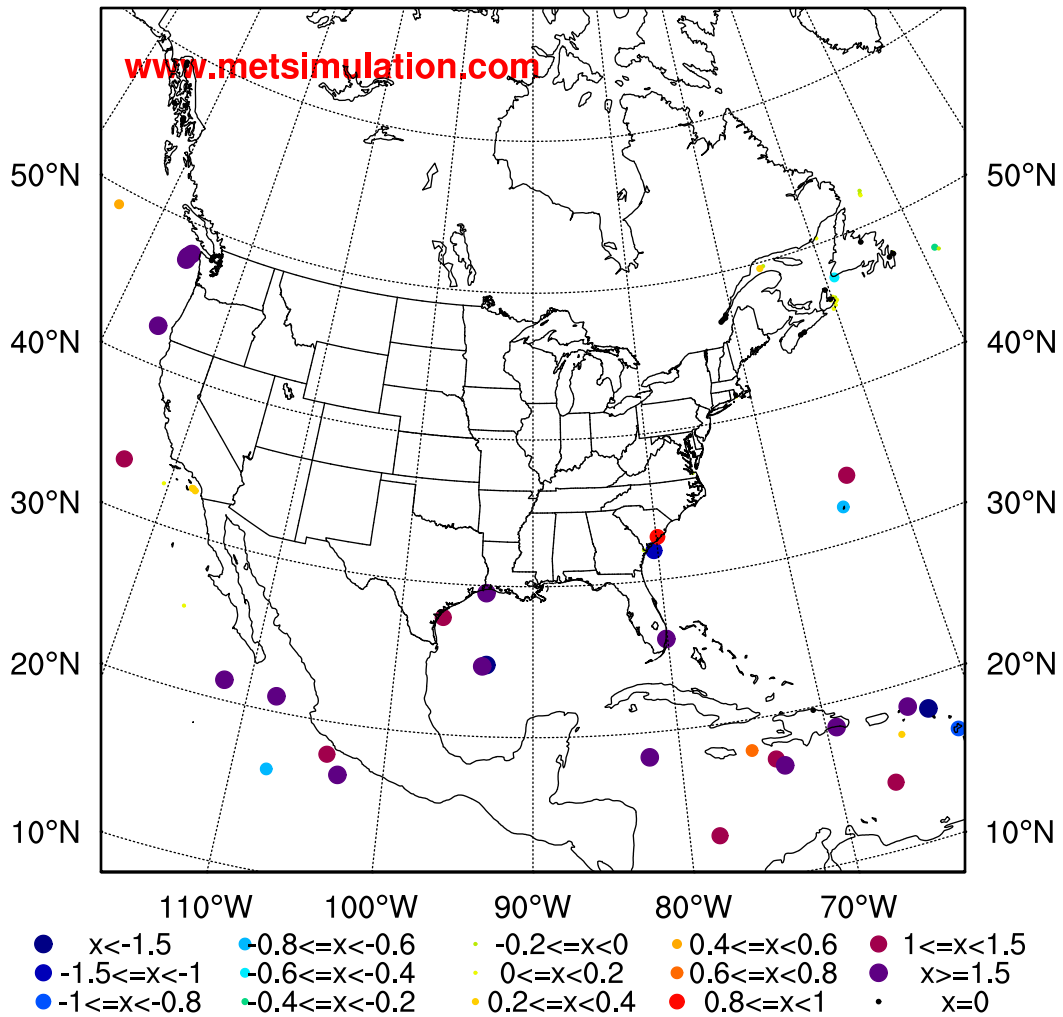 www.metsimulation.com
50°N 50°N
40°N 40°N
30°N 30°N
20°N 20°N
10°N 10°N
110°W 100°W 90°W 80°W 70°W
x<-1.5 -0.8<=x<-0.6 -0.2<=x<0 0.4<=x<0.6 1<=x<1.5
-1.5<=x<-1 -0.6<=x<-0.4 0<=x<0.2 0.6<=x<0.8 x>=1.5
-1<=x<-0.8 -0.4<=x<-0.2 0.2<=x<0.4 0.8<=x<1 x=0